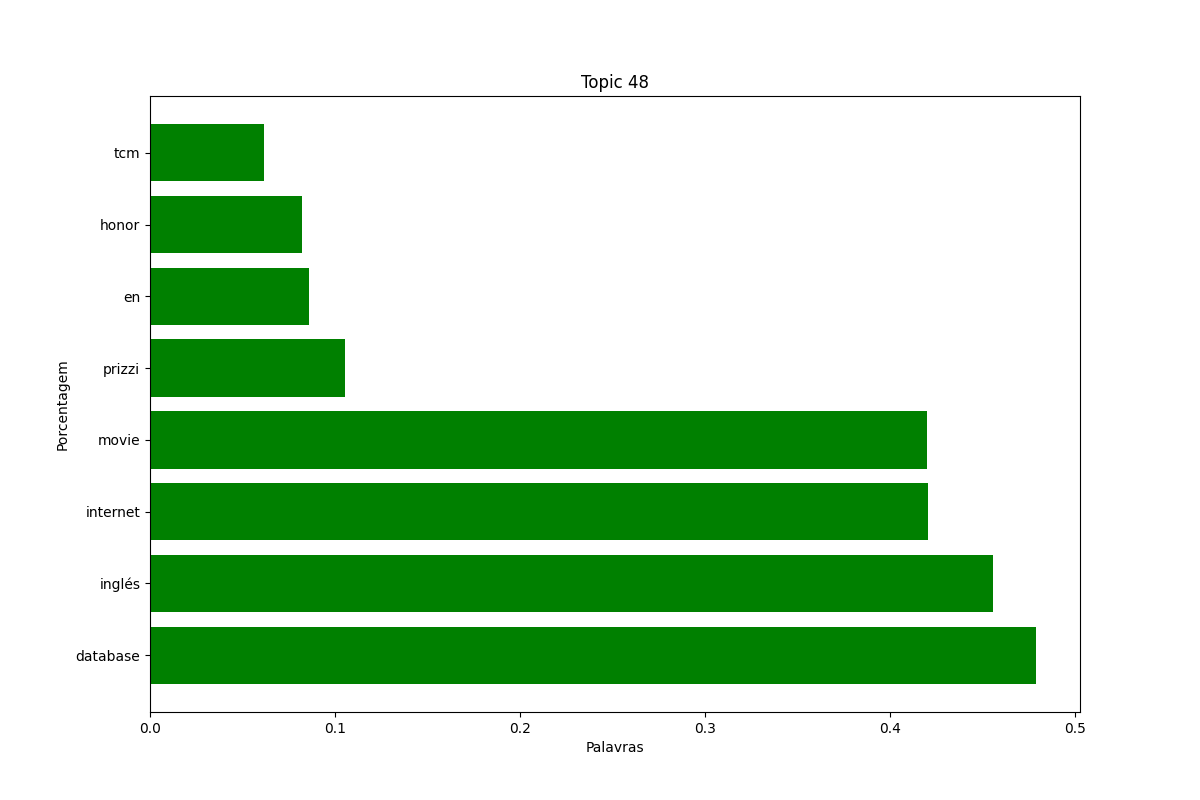 Topic 48
tcm
honor
en
prizzi
movie
internet
inglés
database
Porcentagem
0.0 0.1 0.2 0.3 0.4 0.5
Palavras